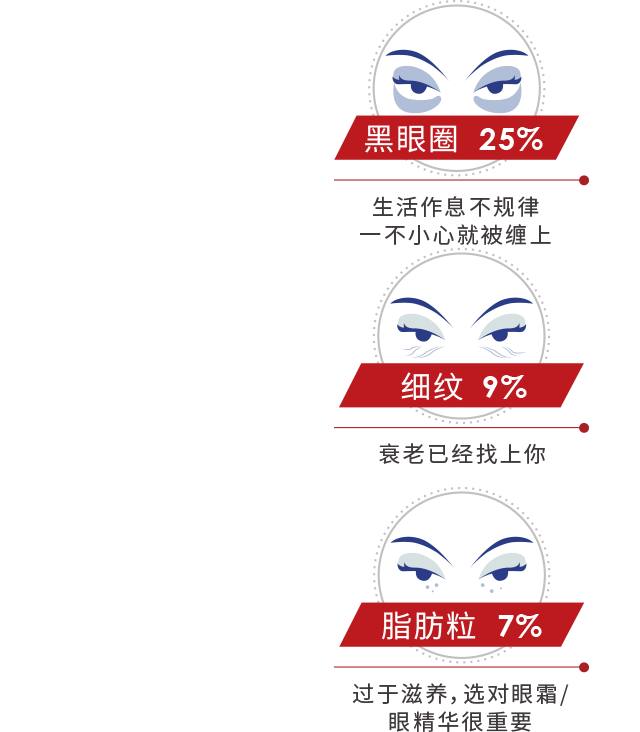 黑眼圈 25%
生活作息不规律
一不小心就被缠上
细纹 9%
衰老已经找上你
脂肪粒 7%
过于滋养，选对眼霜/
眼精华很重要